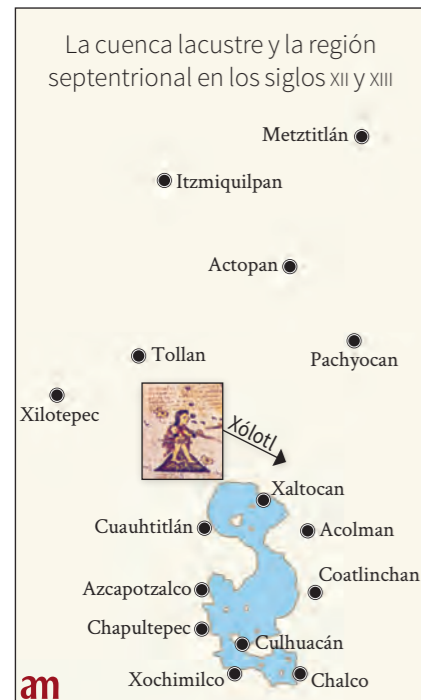 La cuenca lacustre y la región
septentrional en los siglos XII y XIII
Metztitlán
Itzmiquilpan
Actopan
Tollan
Pachyocan
Xilotepec
Xólotl
Xaltocan
Cuauhtitlán
Acolman
Coatlinchan
Azcapotzalco
Chapultepec
Culhuacán
Xochimilco
Chalco
am